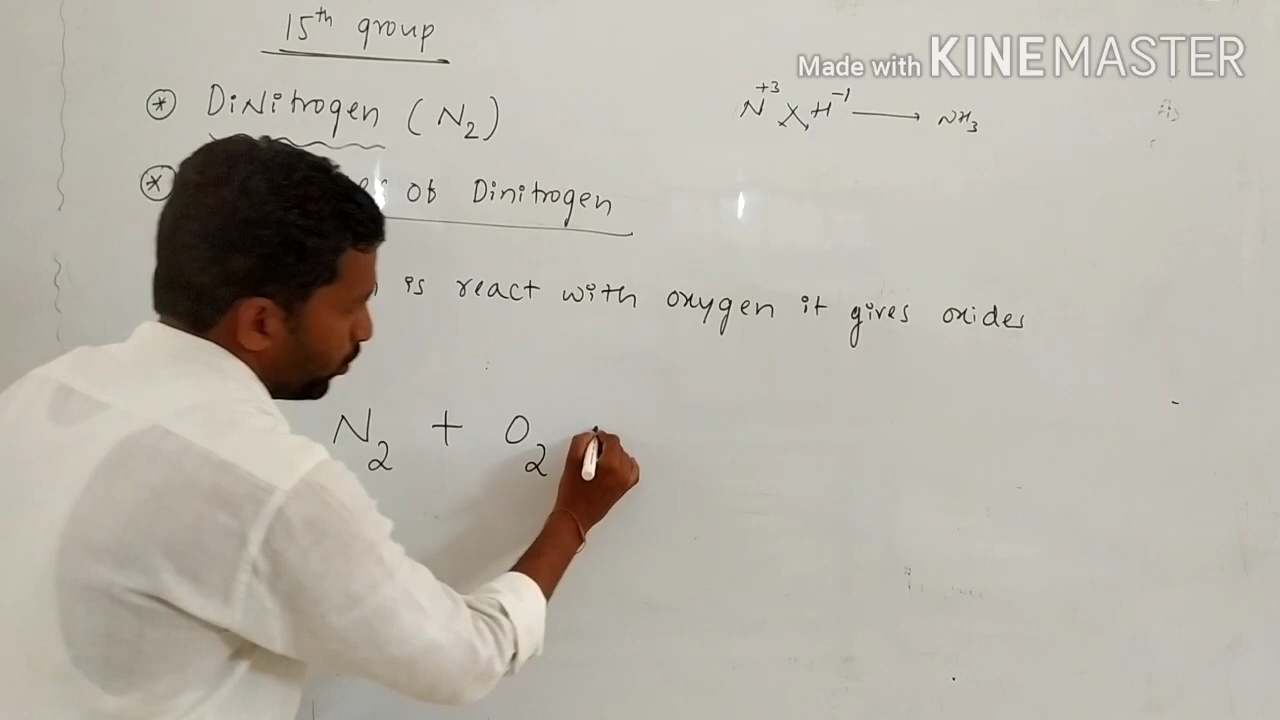 15th group
Made with KINEMASTER
* DiNitrogen (N2)
N+3 X H-1 → NH3
* of Dinitrogen
is react with oxygen it gives oxides
N2 + O2